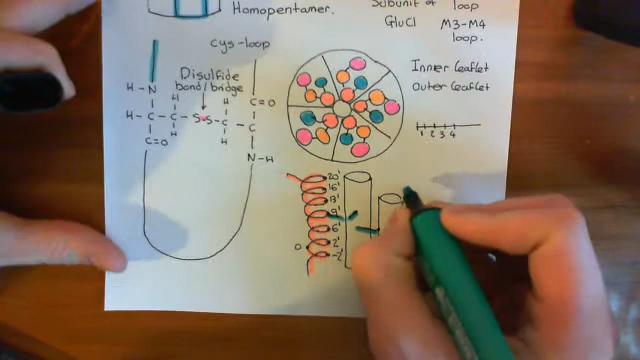 Homopentamer.
Subunit of loop
GluCl M3-M4
loop.
cys-loop
Disulfide
bond/bridge
Inner leaflet
Outer leaflet
H-N
H H
C=O
H-C-C-S-S-C-C
H H
C=O
N-H
1 2 3 4
20'
16'
13'
9'
6'
2'
-2'
0